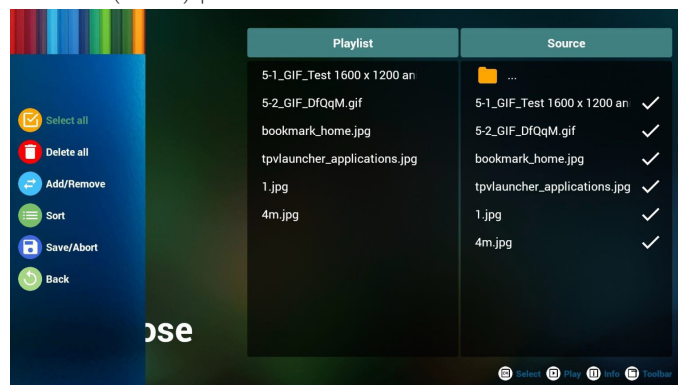 Select all
Delete all
Add/Remove
Sort
Save/Abort
Back
ose
Playlist
5-1_GIF_Test 1600 x 1200 an
5-2_GIF_DfQqM.gif
bookmark_home.jpg
tpvlauncher_applications.jpg
1.jpg
4m.jpg
Source
...
5-1_GIF_Test 1600 x 1200 an
5-2_GIF_DfQqM.gif
bookmark_home.jpg
tpvlauncher_applications.jpg
1.jpg
4m.jpg
Select Play Info Toolbar